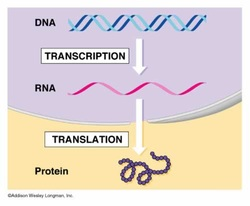 DNA
TRANSCRIPTION
RNA
TRANSLATION
Protein
©Addison Wesley Longman, Inc.